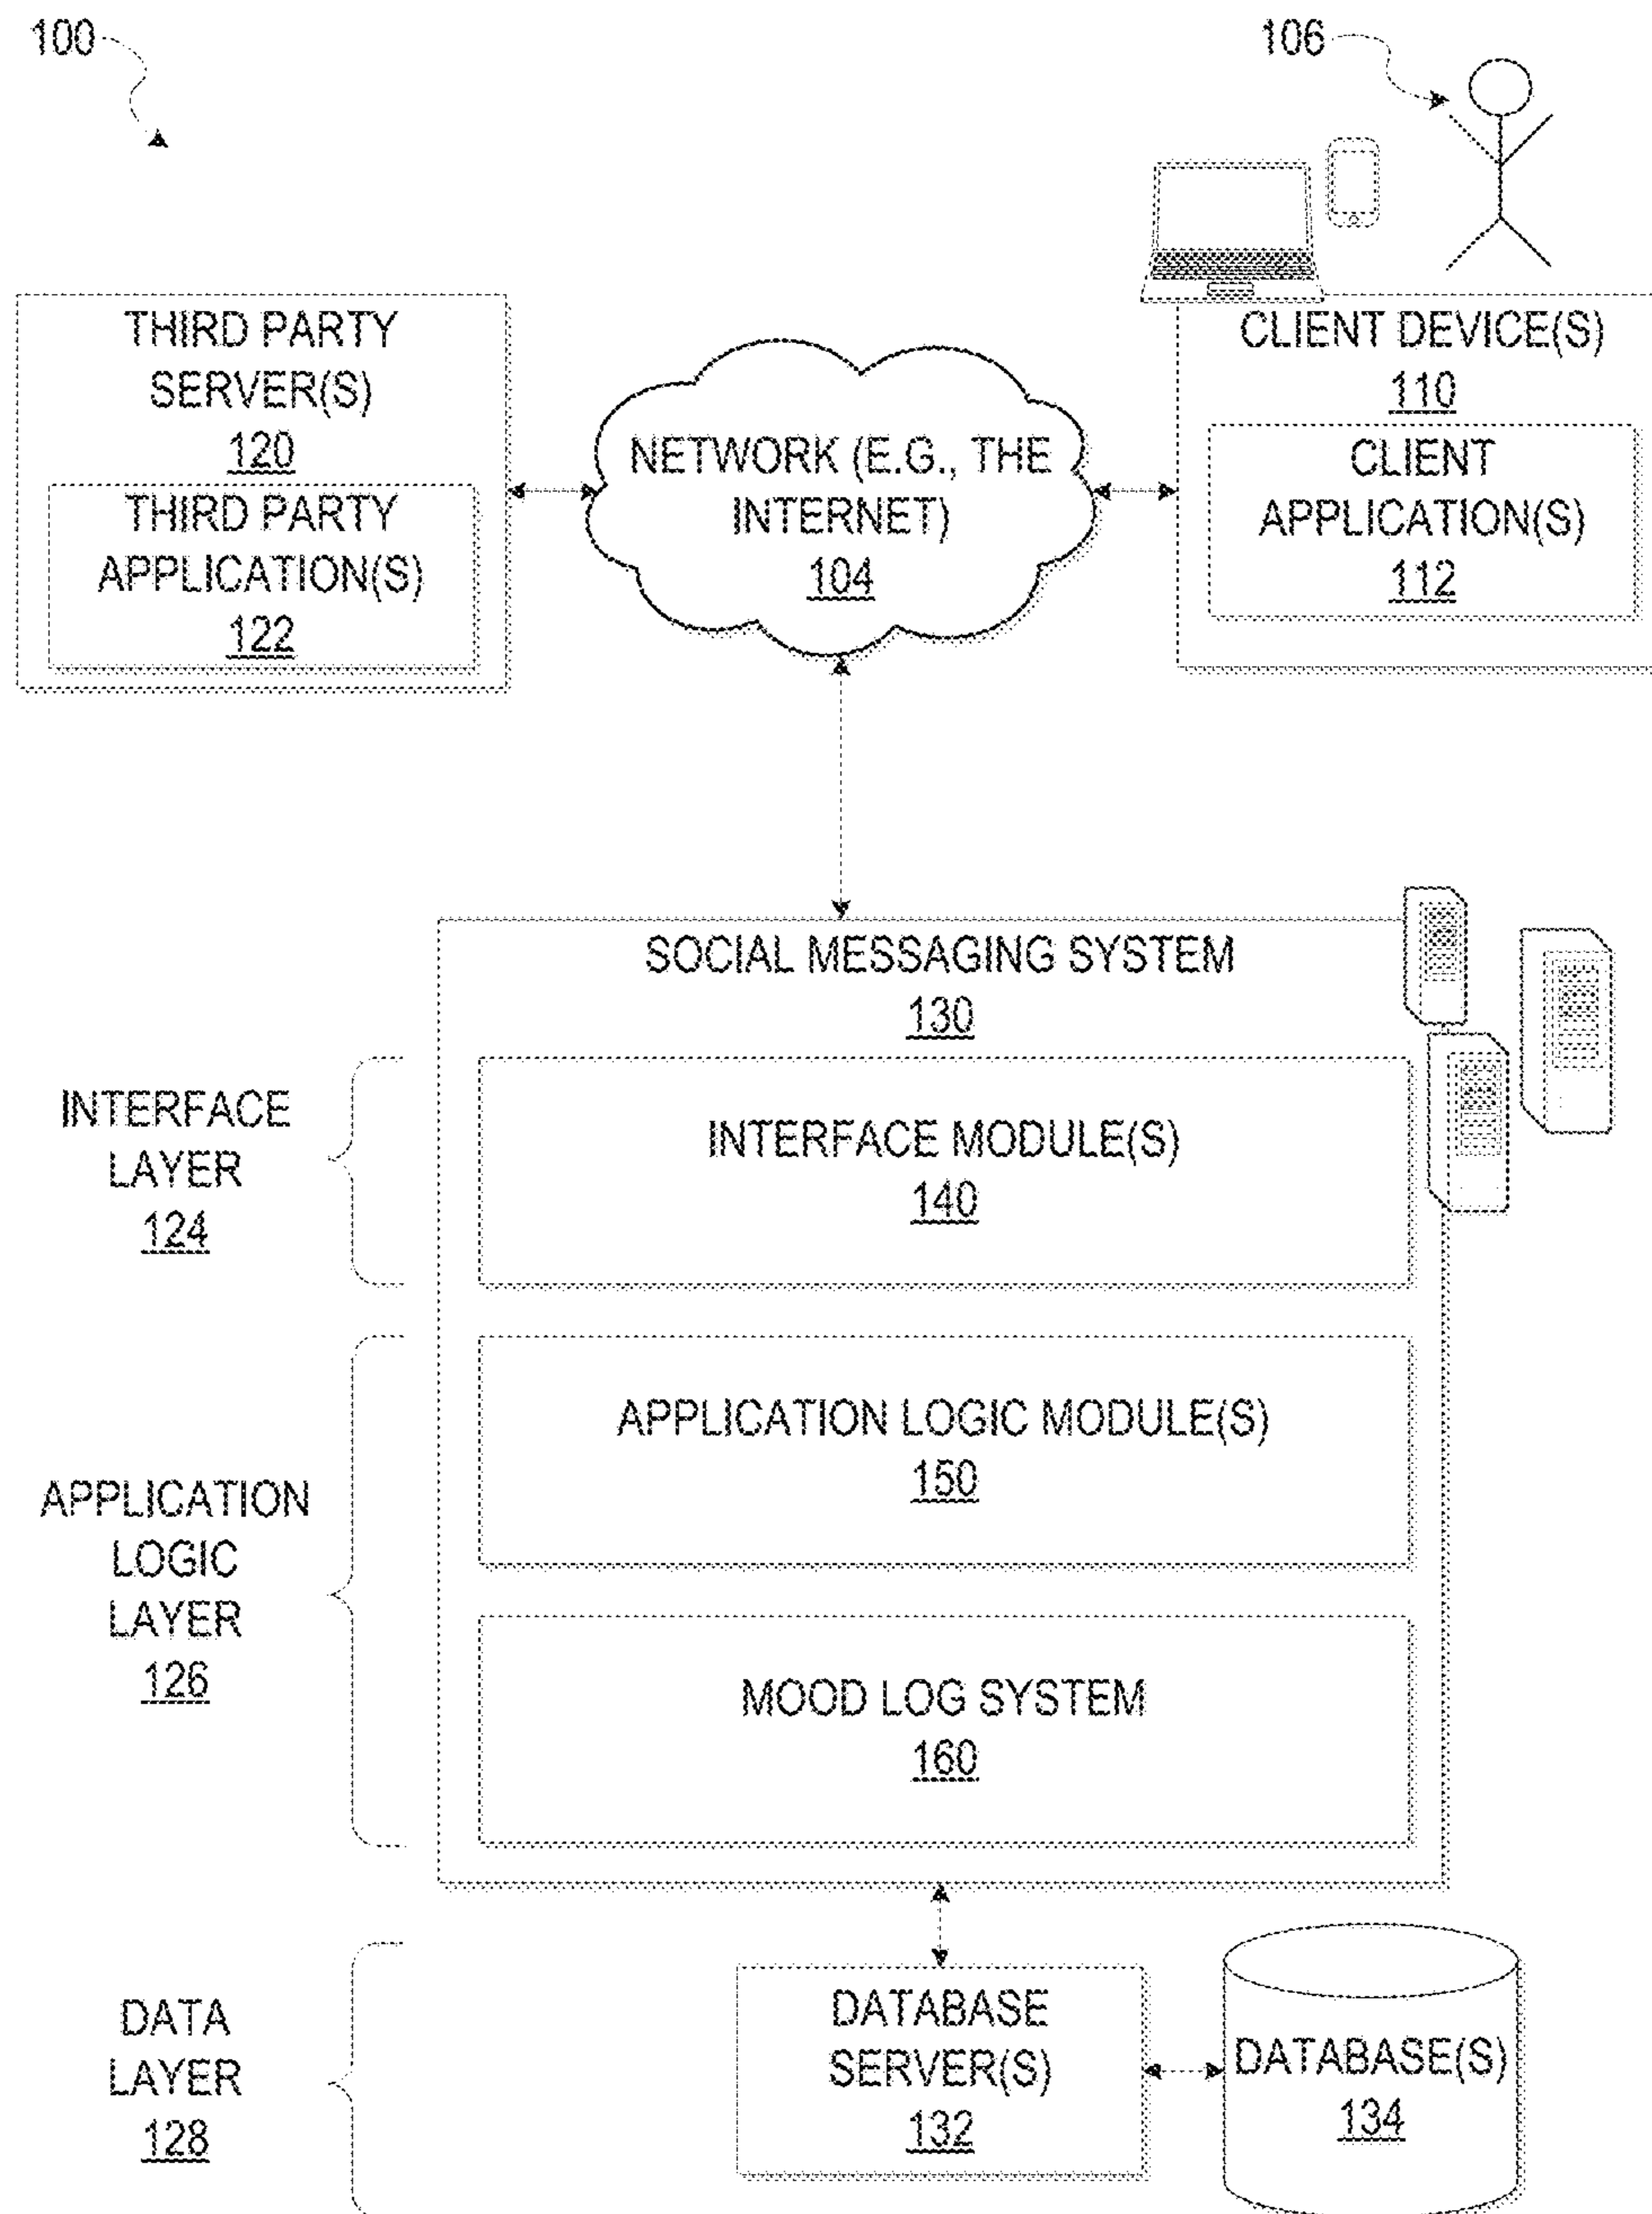 100
106
THIRD PARTY
SERVER(S)
120
THIRD PARTY
APPLICATION(S)
122
NETWORK (E.G., THE
INTERNET)
104
CLIENT DEVICE(S)
110
CLIENT
APPLICATION(S)
112
SOCIAL MESSAGING SYSTEM
130
INTERFACE
LAYER
124
INTERFACE MODULE(S)
140
APPLICATION
LOGIC
LAYER
126
APPLICATION LOGIC MODULE(S)
150
MOOD LOG SYSTEM
160
DATA
LAYER
128
DATABASE
SERVER(S)
132
DATABASE(S)
134